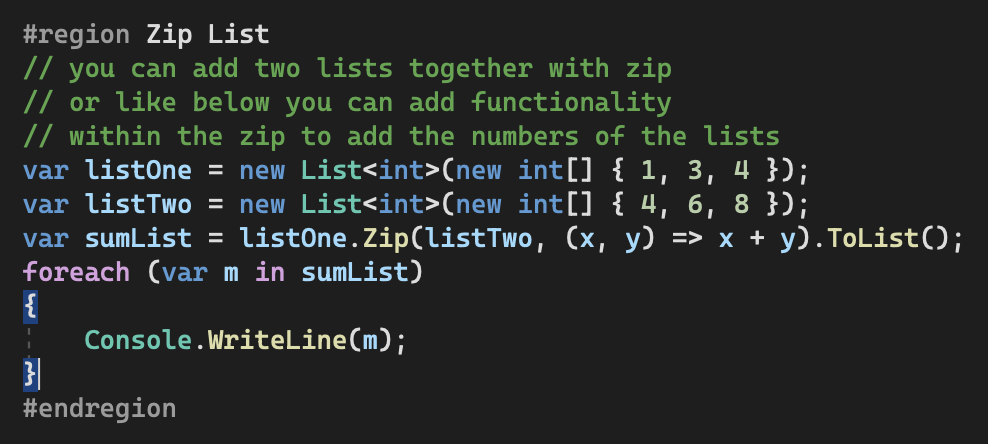 #region Zip List
// you can add two lists together with zip
// or like below you can add functionality
// within the zip to add the numbers of the lists
var listOne = new List<int>(new int[] { 1, 3, 4 });
var listTwo = new List<int>(new int[] { 4, 6, 8 });
var sumList = listOne.Zip(listTwo, (x, y) => x + y).ToList();
foreach (var m in sumList)
{
    Console.WriteLine(m);
}
#endregion